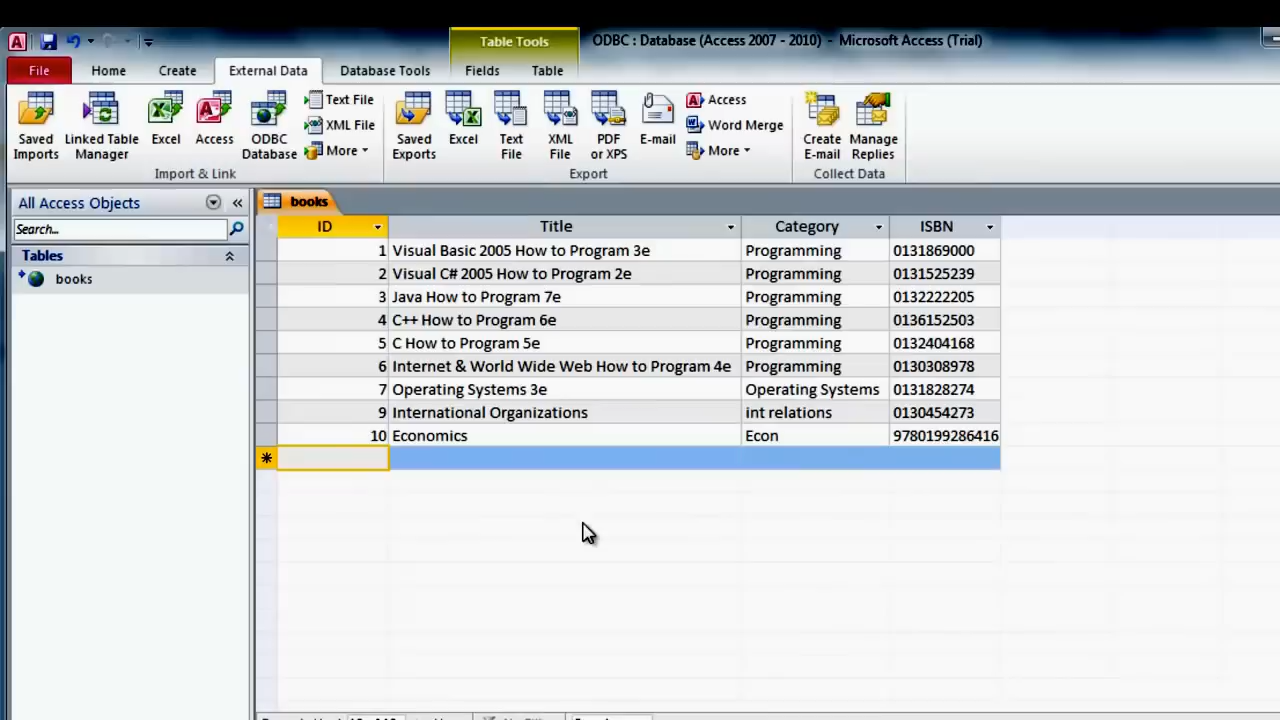 Table Tools
ODBC : Database (Access 2007 - 2010) - Microsoft Access (Trial)
File Home Create External Data Database Tools Fields Table
Saved Imports
Linked Table Manager
Excel
Access
ODBC Database
Text File
XML File
More
Import & Link
Saved Exports
Excel
Text File
XML File
PDF or XPS
E-mail
Access
Word Merge
More
Export
Create E-mail
Manage Replies
Collect Data
All Access Objects
Search...
Tables
books
books
ID Title Category ISBN
1 Visual Basic 2005 How to Program 3e Programming 0131869000
2 Visual C# 2005 How to Program 2e Programming 0131525239
3 Java How to Program 7e Programming 0132222205
4 C++ How to Program 6e Programming 0136152503
5 C How to Program 5e Programming 0132404168
6 Internet & World Wide Web How to Program 4e Programming 0130308978
7 Operating Systems 3e Operating Systems 0131828274
9 International Organizations int relations 0130454273
10 Economics Econ 9780199286416